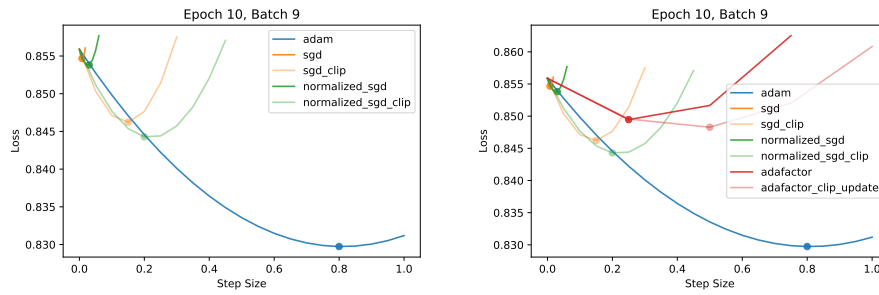 Epoch 10, Batch 9
Loss
0.855
0.850
0.845
0.840
0.835
0.830
adam
sgd
sgd_clip
normalized_sgd
normalized_sgd_clip
0.0 0.2 0.4 0.6 0.8 1.0
Step Size
Epoch 10, Batch 9
Loss
0.860
0.855
0.850
0.845
0.840
0.835
0.830
adam
sgd
sgd_clip
normalized_sgd
normalized_sgd_clip
adafactor
adafactor_clip_update
0.0 0.2 0.4 0.6 0.8 1.0
Step Size